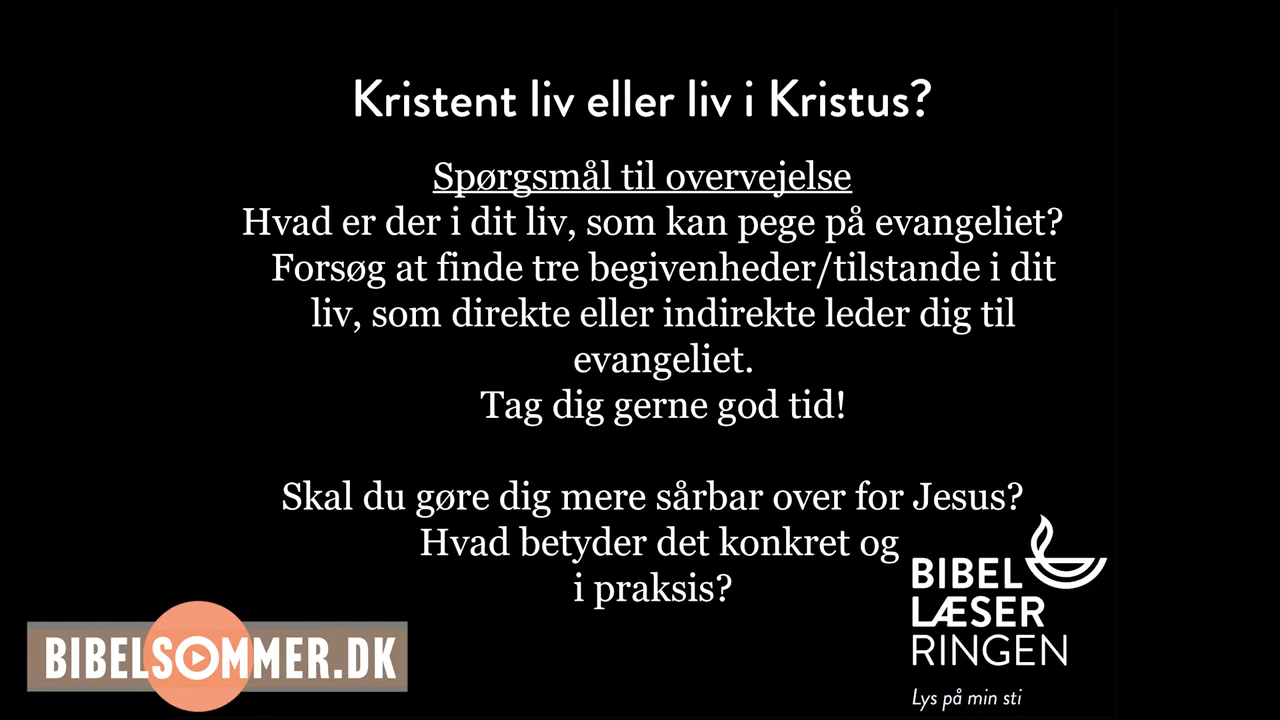 Kristent liv eller liv i Kristus?
Spørgsmål til overvejelse
Hvad er der i dit liv, som kan pege på evangeliet?
Forsøg at finde tre begivenheder/tilstande i dit
liv, som direkte eller indirekte leder dig til
evangeliet.
Tag dig gerne god tid!
Skal du gøre dig mere sårbar over for Jesus?
Hvad betyder det konkret og
i praksis?
BIBEL
LÆSER
RINGEN
Lys på min sti
BIBELSOMMER.DK